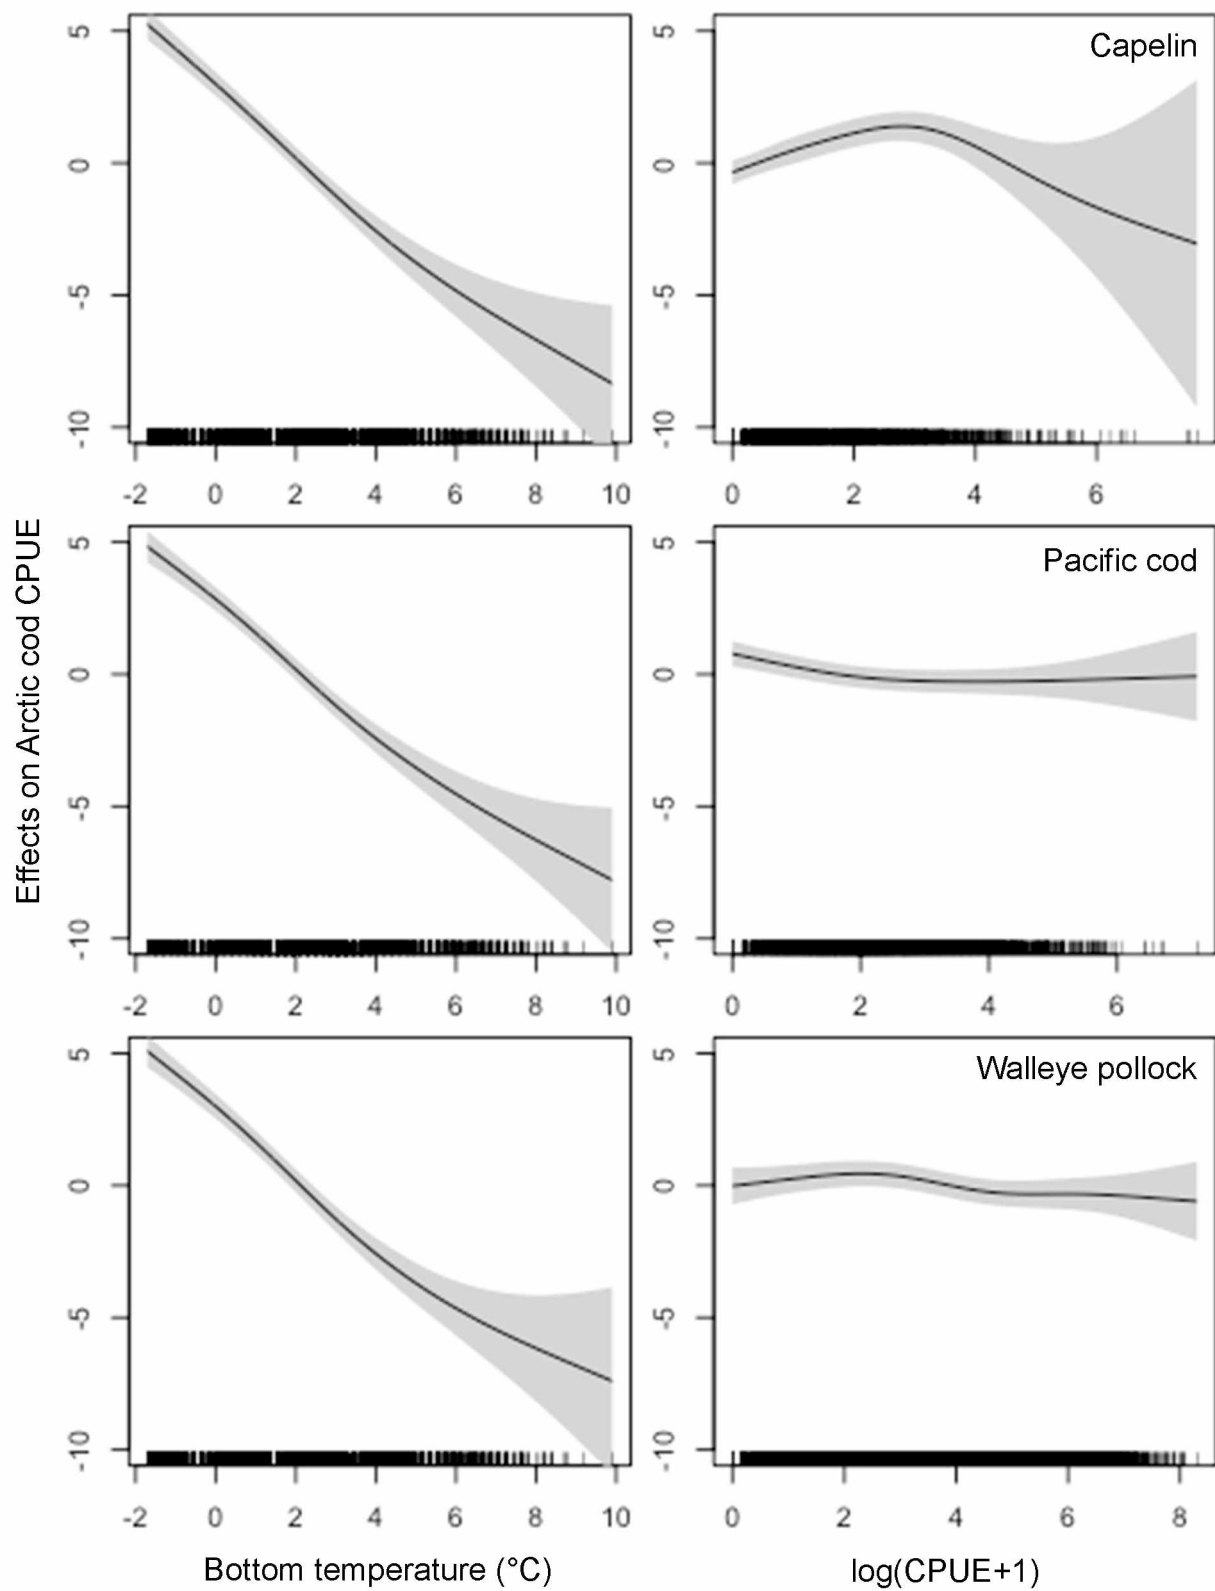 Effects on Arctic cod CPUE
5
0
-5
-10
-2 0 2 4 6 8 10
Capelin
5
0
-5
-10
0 2 4 6
5
0
-5
-10
-2 0 2 4 6 8 10
Pacific cod
5
0
-5
-10
0 2 4 6
5
0
-5
-10
-2 0 2 4 6 8 10
Bottom temperature (°C)
Walleye pollock
5
0
-5
-10
0 2 4 6 8
log(CPUE+1)